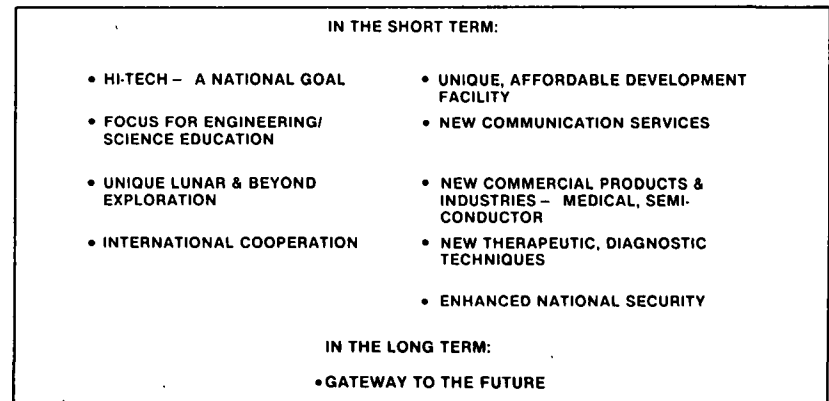 IN THE SHORT TERM:
• HI-TECH – A NATIONAL GOAL
• FOCUS FOR ENGINEERING/
SCIENCE EDUCATION
• UNIQUE LUNAR & BEYOND
EXPLORATION
• INTERNATIONAL COOPERATION
• UNIQUE, AFFORDABLE DEVELOPMENT
FACILITY
• NEW COMMUNICATION SERVICES
• NEW COMMERCIAL PRODUCTS &
INDUSTRIES – MEDICAL, SEMI-
CONDUCTOR
• NEW THERAPEUTIC, DIAGNOSTIC
TECHNIQUES
• ENHANCED NATIONAL SECURITY
IN THE LONG TERM:
• GATEWAY TO THE FUTURE